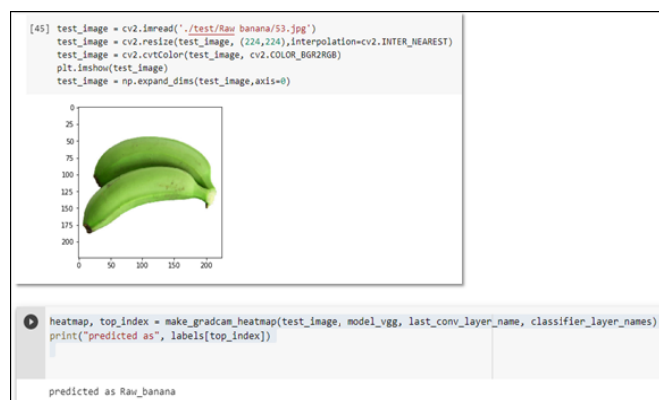 [45] test_image = cv2.imread('./test/Raw banana/53.jpg')
test_image = cv2.resize(test_image, (224,224),interpolation=cv2.INTER_NEAREST)
test_image = cv2.cvtColor(test_image, cv2.COLOR_BGR2RGB)
plt.imshow(test_image)
test_image = np.expand_dims(test_image,axis=0)
0
25
50
75
100
125
150
175
200
0 50 100 150 200
heatmap, top_index = make_gradcam_heatmap(test_image, model_vgg, last_conv_layer_name, classifier_layer_names)
print("predicted as", labels[top_index])
predicted as Raw_banana